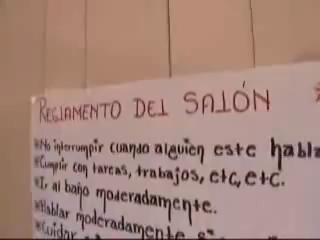 REGLAMENTO DEL SALÓN
*No interrumpir cuando alguien este habla
*Cumplir con tareas, trabajos, etc, etc.
*Ir al baño moderadamente.
*Hablar moderadamente
*Cuidar